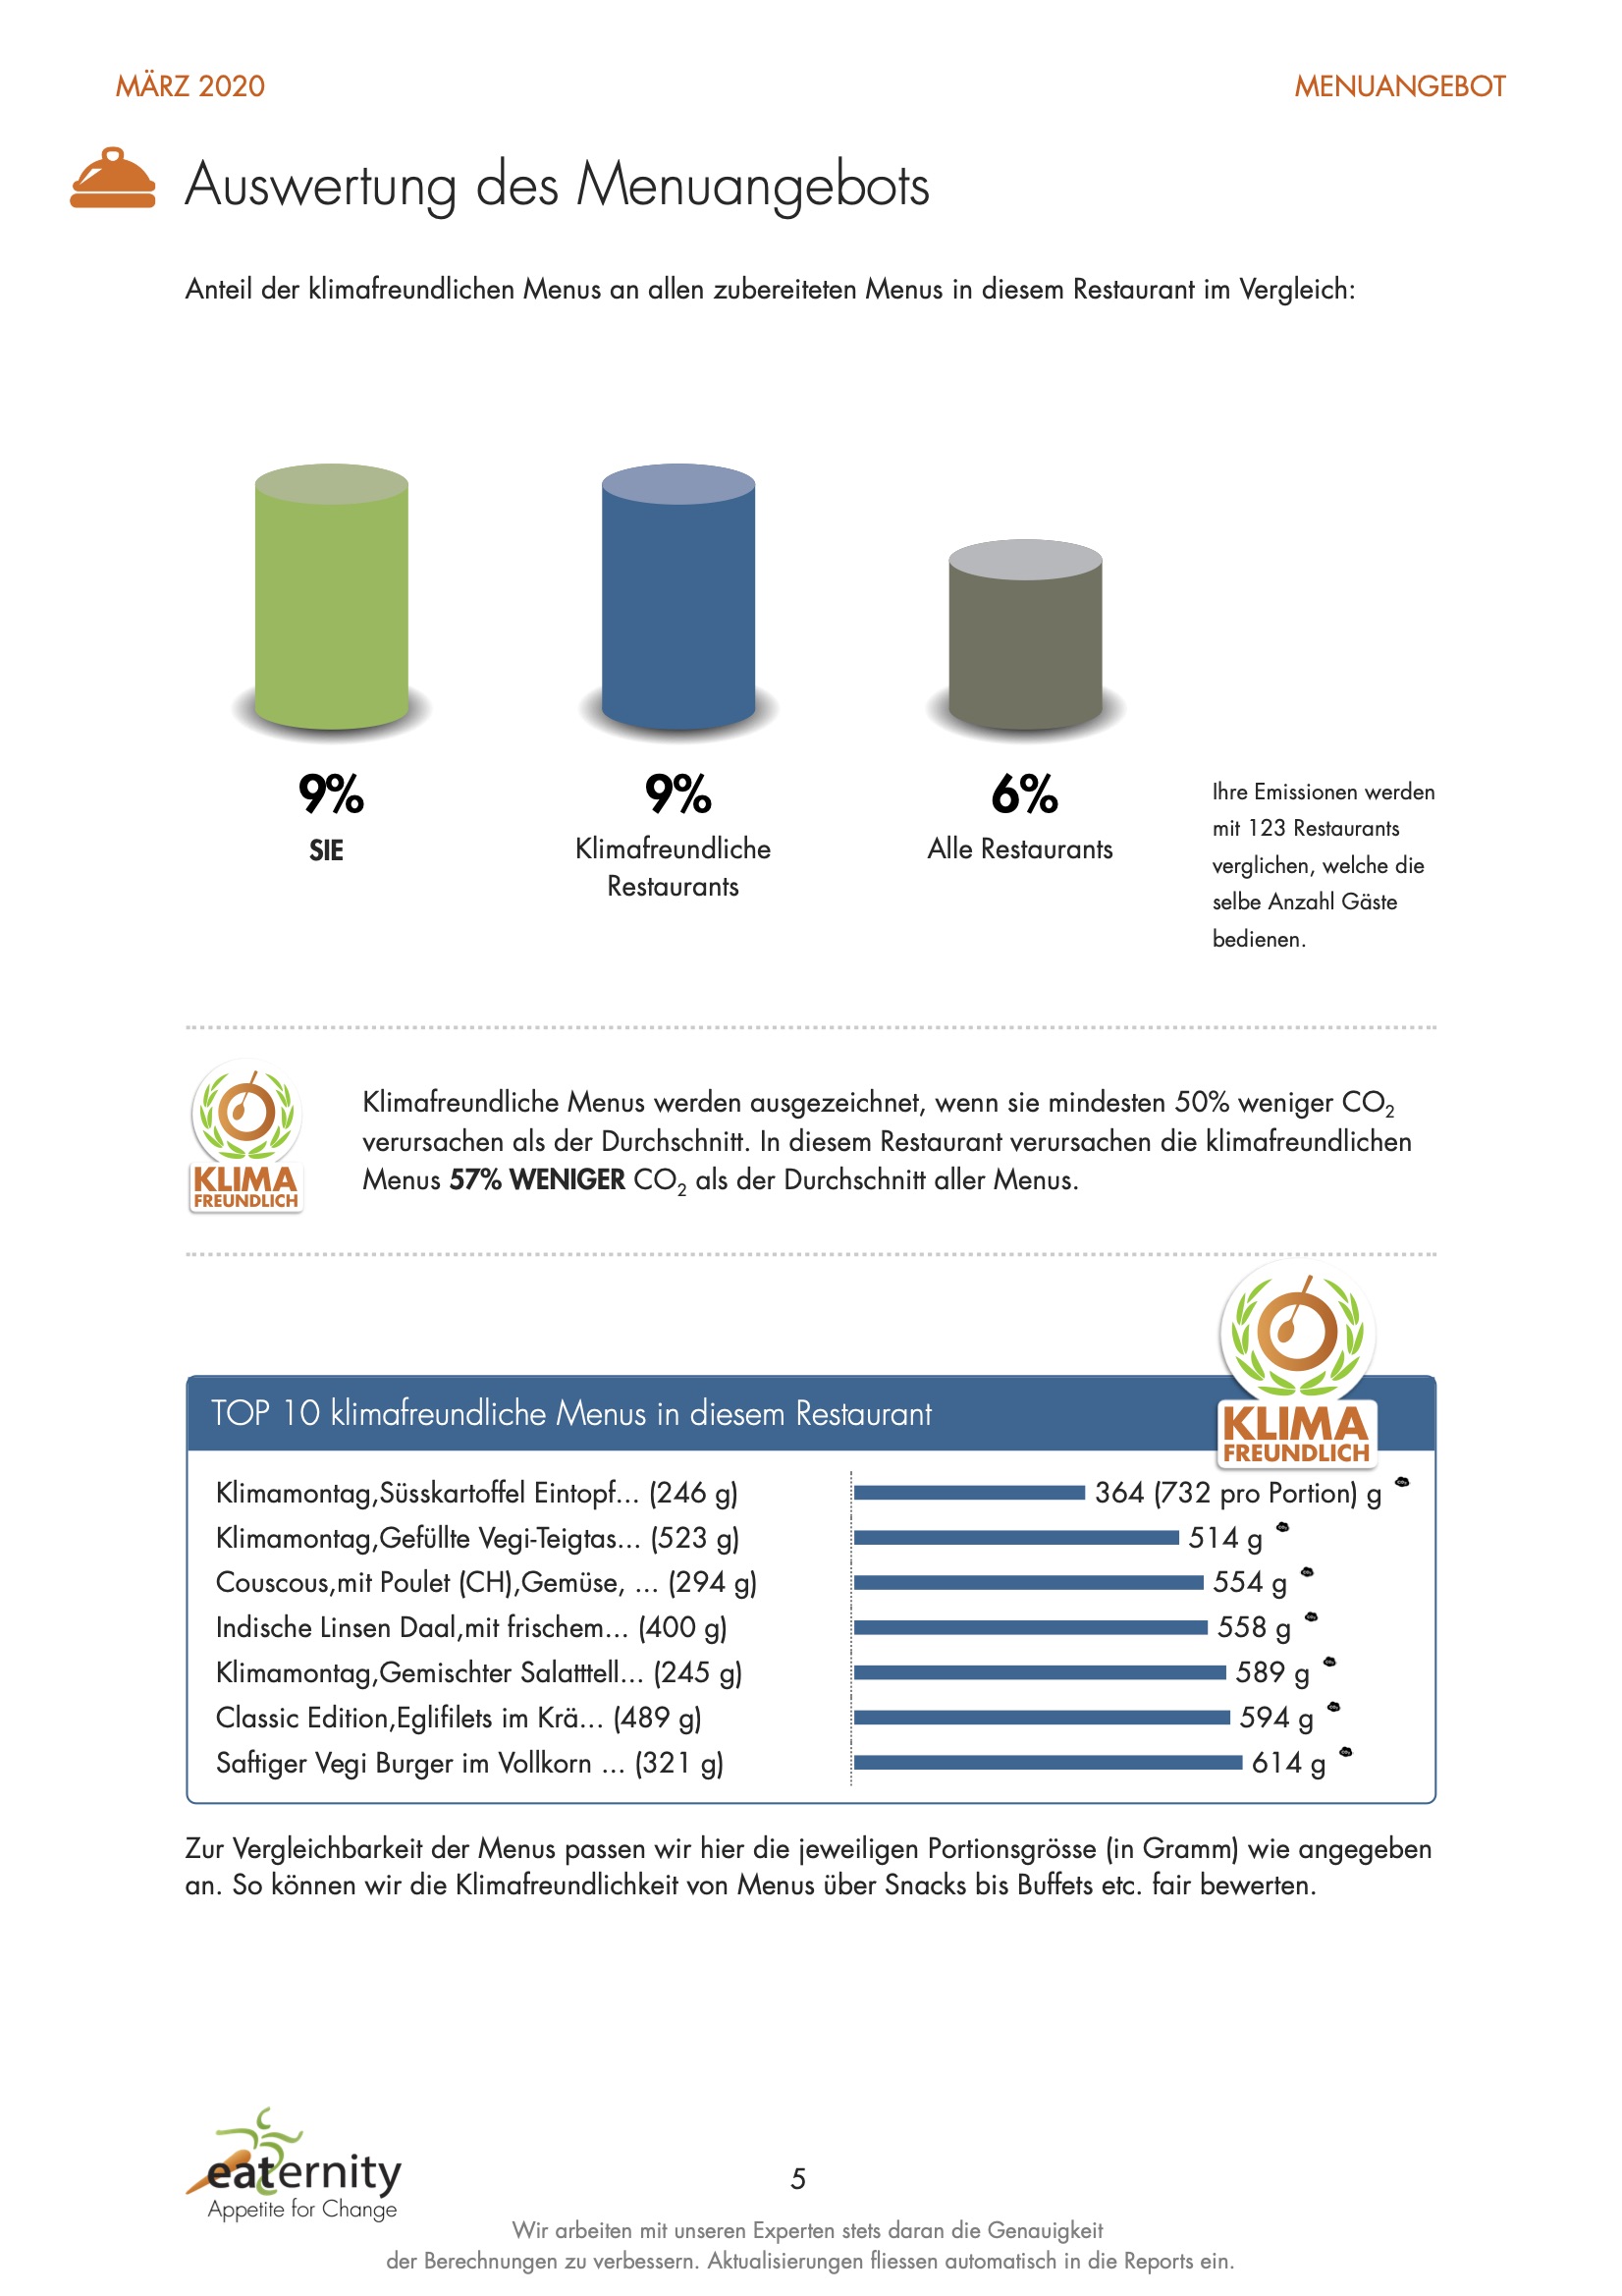 MÄRZ 2020
MENUANGEBOT
Auswertung des Menuangebots
Anteil der klimafreundlichen Menus an allen zubereiteten Menus in diesem Restaurant im Vergleich:
9%
SIE
9%
Klimafreundliche
Restaurants
6%
Alle Restaurants
Ihre Emissionen werden
mit 123 Restaurants
verglichen, welche die
selbe Anzahl Gäste
bedienen.
KLIMA
FREUNDLICH
Klimafreundliche Menus werden ausgezeichnet, wenn sie mindesten 50% weniger CO₂
verursachen als der Durchschnitt. In diesem Restaurant verursachen die klimafreundlichen
Menus 57% WENIGER CO₂ als der Durchschnitt aller Menus.
KLIMA
FREUNDLICH
TOP 10 klimafreundliche Menus in diesem Restaurant
Klimamontag,Süsskartoffel Eintopf... (246 g) 364 (732 pro Portion) g
Klimamontag,Gefüllte Vegi-Teigtas... (523 g) 514 g
Couscous,mit Poulet (CH),Gemüse, ... (294 g) 554 g
Indische Linsen Daal,mit frischem... (400 g) 558 g
Klimamontag,Gemischter Salatttell... (245 g) 589 g
Classic Edition,Eglifilets im Krä... (489 g) 594 g
Saftiger Vegi Burger im Vollkorn ... (321 g) 614 g
Zur Vergleichbarkeit der Menus passen wir hier die jeweiligen Portionsgrösse (in Gramm) wie angegeben
an. So können wir die Klimafreundlichkeit von Menus über Snacks bis Buffets etc. fair bewerten.
eaternity
Appetite for Change
5
Wir arbeiten mit unseren Experten stets daran die Genauigkeit
der Berechnungen zu verbessern. Aktualisierungen fliessen automatisch in die Reports ein.